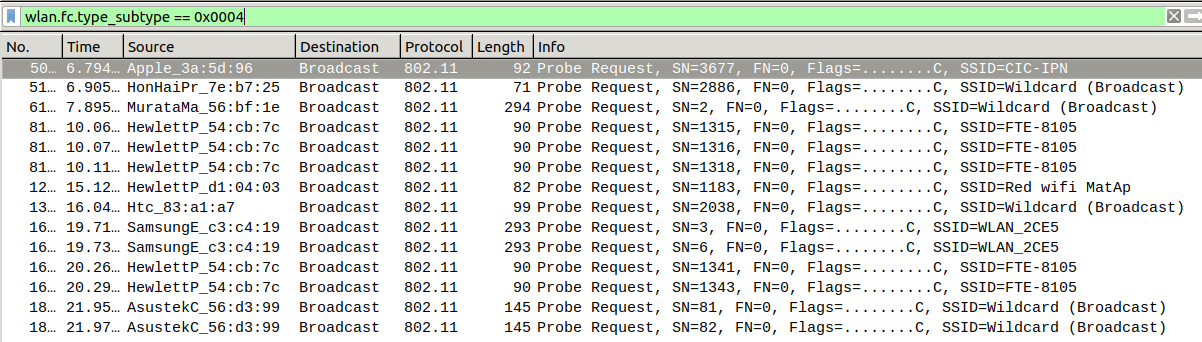 wlan.fc.type_subtype == 0x0004
No. Time Source Destination Protocol Length Info
50… 6.794… Apple_3a:5d:96 Broadcast 802.11 92 Probe Request, SN=3677, FN=0, Flags=........C, SSID=CIC-IPN
51… 6.905… HonHaiPr_7e:b7:25 Broadcast 802.11 71 Probe Request, SN=2886, FN=0, Flags=........C, SSID=Wildcard (Broadcast)
61… 7.895… MurataMa_56:bf:1e Broadcast 802.11 294 Probe Request, SN=2, FN=0, Flags=........C, SSID=Wildcard (Broadcast)
81… 10.06… HewlettP_54:cb:7c Broadcast 802.11 90 Probe Request, SN=1315, FN=0, Flags=........C, SSID=FTE-8105
81… 10.07… HewlettP_54:cb:7c Broadcast 802.11 90 Probe Request, SN=1316, FN=0, Flags=........C, SSID=FTE-8105
81… 10.11… HewlettP_54:cb:7c Broadcast 802.11 90 Probe Request, SN=1318, FN=0, Flags=........C, SSID=FTE-8105
12… 15.12… HewlettP_d1:04:03 Broadcast 802.11 82 Probe Request, SN=1183, FN=0, Flags=........C, SSID=Red wifi MatAp
13… 16.04… Htc_83:a1:a7 Broadcast 802.11 99 Probe Request, SN=2038, FN=0, Flags=........C, SSID=Wildcard (Broadcast)
16… 19.71… SamsungE_c3:c4:19 Broadcast 802.11 293 Probe Request, SN=3, FN=0, Flags=........C, SSID=WLAN_2CE5
16… 19.73… SamsungE_c3:c4:19 Broadcast 802.11 293 Probe Request, SN=6, FN=0, Flags=........C, SSID=WLAN_2CE5
16… 20.26… HewlettP_54:cb:7c Broadcast 802.11 90 Probe Request, SN=1341, FN=0, Flags=........C, SSID=FTE-8105
16… 20.29… HewlettP_54:cb:7c Broadcast 802.11 90 Probe Request, SN=1343, FN=0, Flags=........C, SSID=FTE-8105
18… 21.95… AsustekC_56:d3:99 Broadcast 802.11 145 Probe Request, SN=81, FN=0, Flags=........C, SSID=Wildcard (Broadcast)
18… 21.97… AsustekC_56:d3:99 Broadcast 802.11 145 Probe Request, SN=82, FN=0, Flags=........C, SSID=Wildcard (Broadcast)